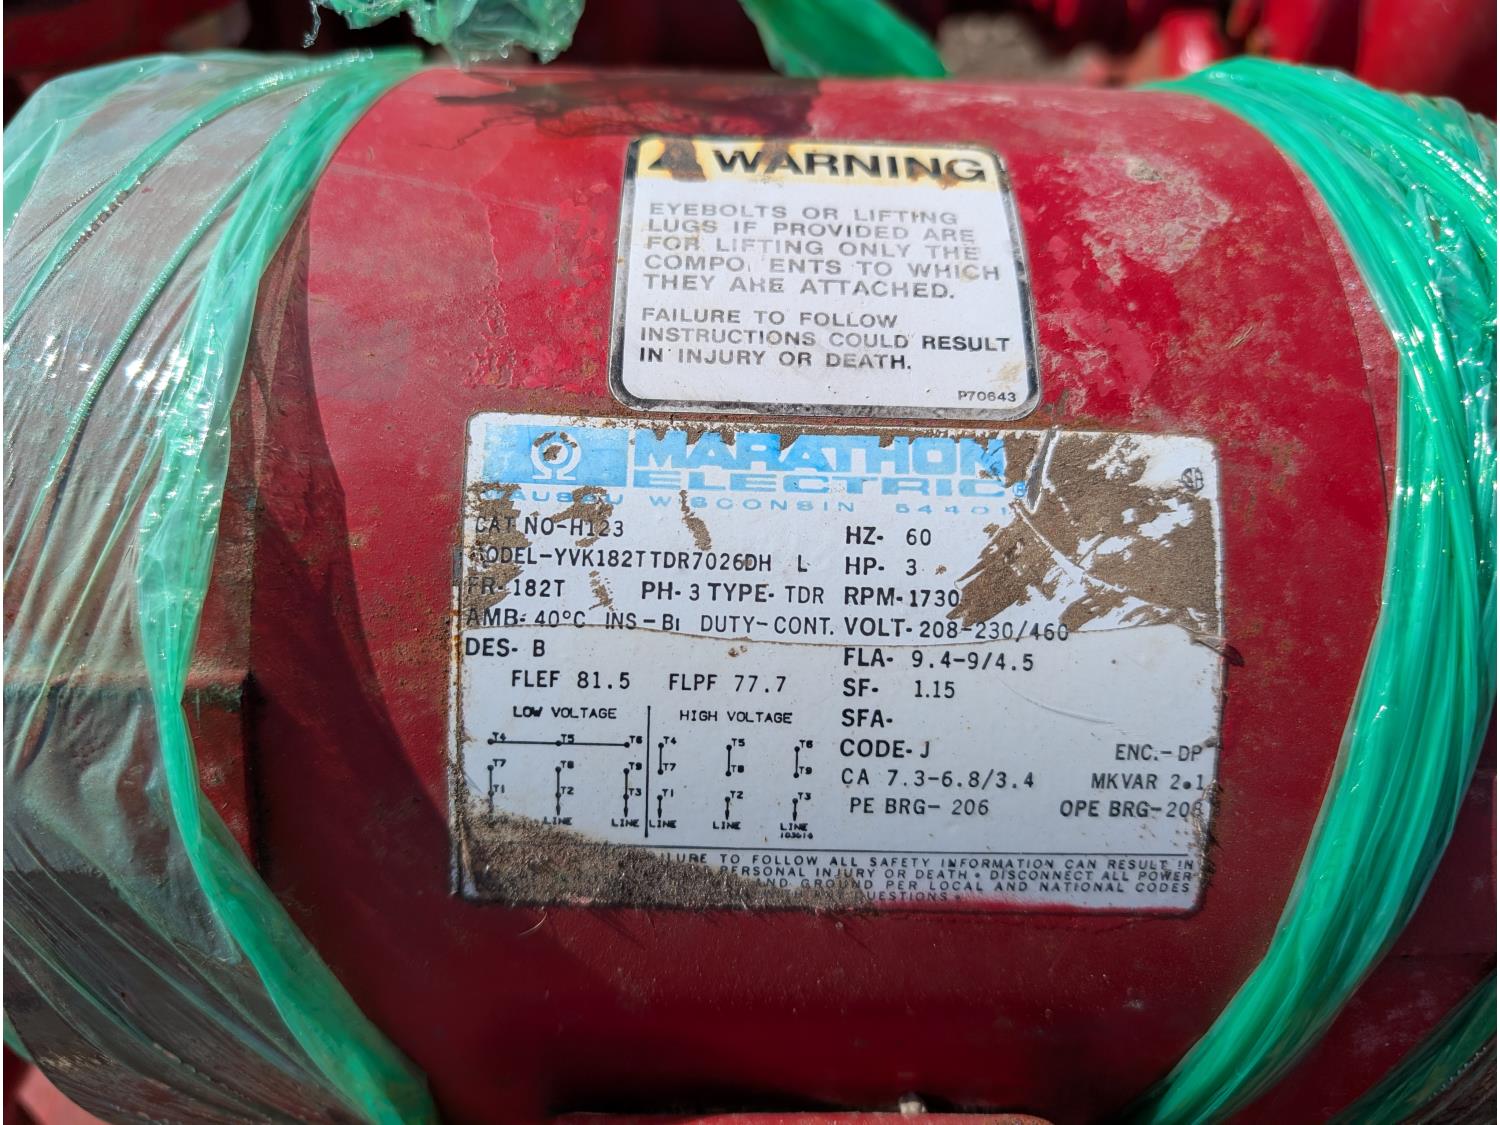 WARNING
EYEBOLTS OR LIFTING
LUGS IF PROVIDED ARE
FOR LIFTING ONLY THE
COMPO ENTS TO WHICH
THEY ARE ATTACHED.
FAILURE TO FOLLOW
INSTRUCTIONS COULD RESULT
IN INJURY OR DEATH.
P70643
MARATHON
ELECTRIC®
WAUSAU WISCONSIN 54401
CAT NO-H123
HZ- 60
MODEL-YVK182TTDR7026DH L
HP- 3
FR-182T PH-3 TYPE-TDR
RPM-1730
AMB-40°C INS-B1 DUTY-CONT.
VOLT-208-230/460
DES- B
FLA- 9.4-9/4.5
FLEF 81.5 FLPF 77.7
SF- 1.15
SFA-
CODE-J ENC.-DP
CA 7.3-6.8/3.4 MKVAR 2.1
PE BRG- 206 OPE BRG-
LOW VOLTAGE HIGH VOLTAGE
T4 T5 T6 T4 T5 T6
T7 T8 T9 T7 T8 T9
T1 T2 T3 T1 T2 T3
LINE LINE LINE LINE LINE
103616
LURE TO FOLLOW ALL SAFETY INFORMATION CAN RESULT IN
PERSONAL INJURY OR DEATH • DISCONNECT ALL POWER
AND GROUND PER LOCAL AND NATIONAL CODES
UESTIONS •